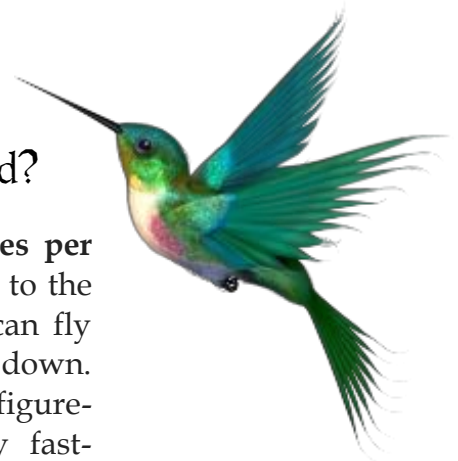 d?
es per
to the
can fly
down.
figure-
y fast-